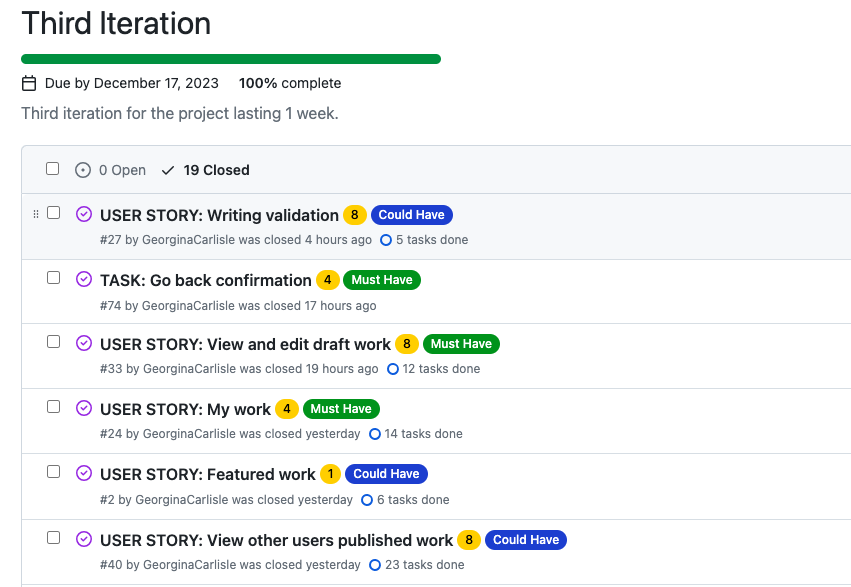 Third Iteration
Due by December 17, 2023 100% complete
Third iteration for the project lasting 1 week.
0 Open 19 Closed
USER STORY: Writing validation 8 Could Have
#27 by GeorginaCarlisle was closed 4 hours ago 5 tasks done
TASK: Go back confirmation 4 Must Have
#74 by GeorginaCarlisle was closed 17 hours ago
USER STORY: View and edit draft work 8 Must Have
#33 by GeorginaCarlisle was closed 19 hours ago 12 tasks done
USER STORY: My work 4 Must Have
#24 by GeorginaCarlisle was closed yesterday 14 tasks done
USER STORY: Featured work 1 Could Have
#2 by GeorginaCarlisle was closed yesterday 6 tasks done
USER STORY: View other users published work 8 Could Have
#40 by GeorginaCarlisle was closed yesterday 23 tasks done